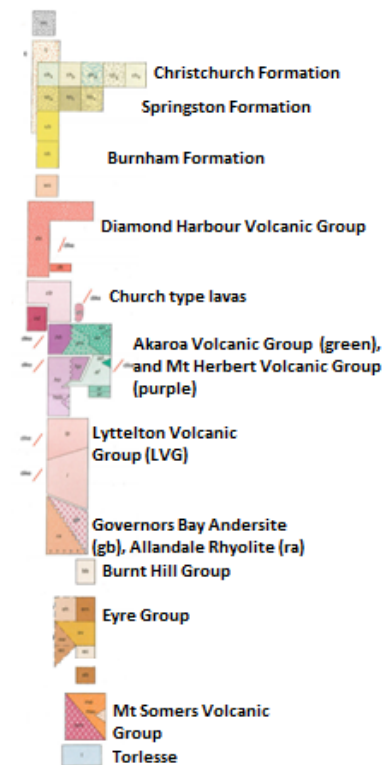 Christchurch Formation
Springston Formation
Burnham Formation
Diamond Harbour Volcanic Group
Church type lavas
Akaroa Volcanic Group (green),
and Mt Herbert Volcanic Group
(purple)
Lyttelton Volcanic
Group (LVG)
Governors Bay Andersite
(gb), Allandale Rhyolite (ra)
Burnt Hill Group
Eyre Group
Mt Somers Volcanic
Group
Torlesse